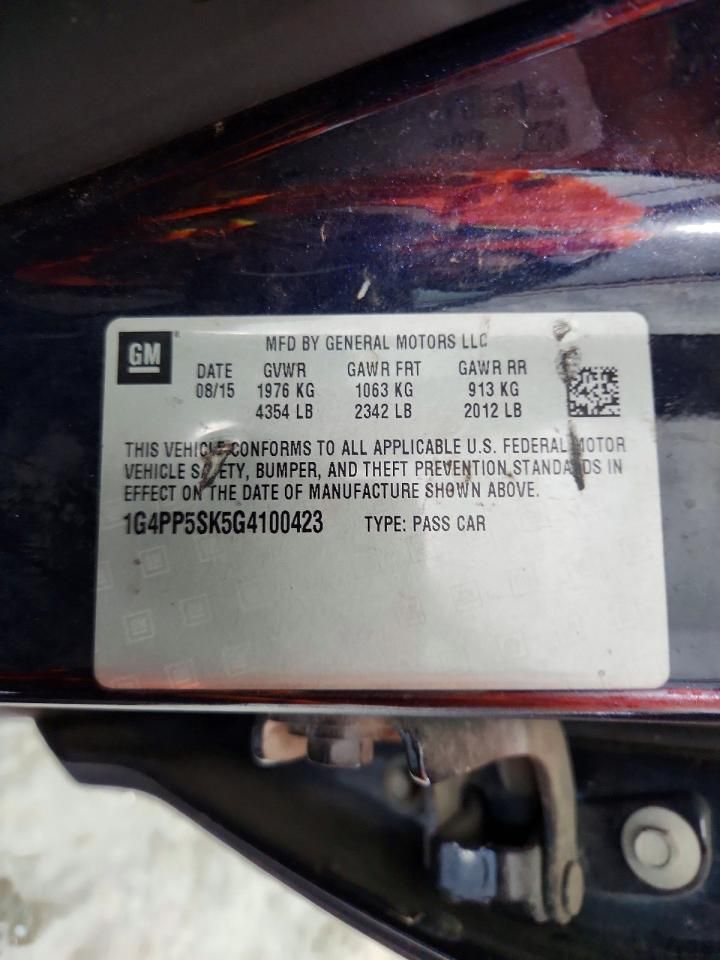 GM
MFD BY GENERAL MOTORS LLC
DATE GVWR GAWR FRT GAWR RR
08/15 1976 KG 1063 KG 913 KG
4354 LB 2342 LB 2012 LB
THIS VEHICLE CONFORMS TO ALL APPLICABLE U.S. FEDERAL MOTOR
VEHICLE SAFETY, BUMPER, AND THEFT PREVENTION STANDARDS IN
EFFECT ON THE DATE OF MANUFACTURE SHOWN ABOVE.
1G4PP5SK5G4100423 TYPE: PASS CAR